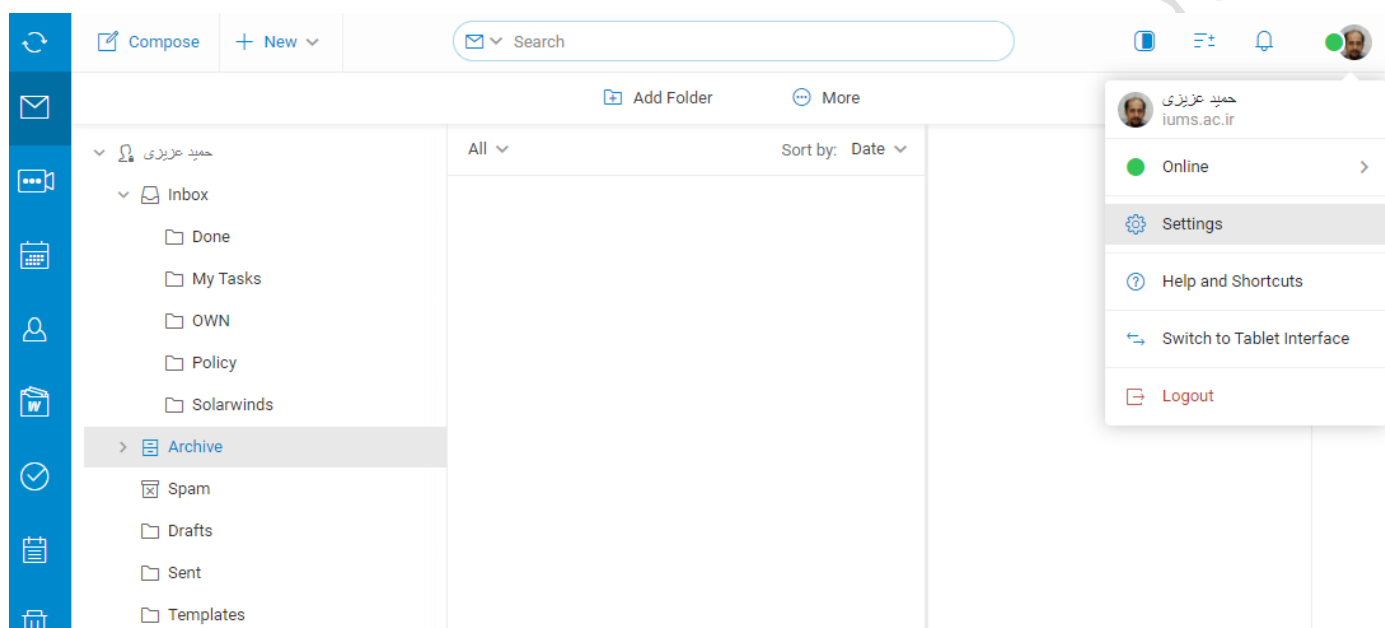 Compose
New
Search
Add Folder
More
حمید عزیزی
iums.ac.ir
Online
Settings
Help and Shortcuts
Switch to Tablet Interface
Logout
حمید عزیزی
Inbox
Done
My Tasks
OWN
Policy
Solarwinds
Archive
Spam
Drafts
Sent
Templates
All
Sort by: Date
W